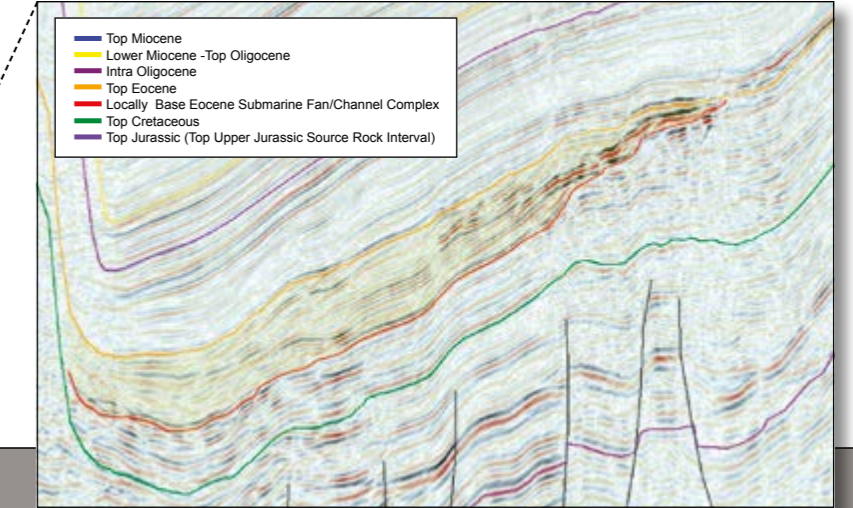 Top Miocene
Lower Miocene -Top Oligocene
Intra Oligocene
Top Eocene
Locally Base Eocene Submarine Fan/Channel Complex
Top Cretaceous
Top Jurassic (Top Upper Jurassic Source Rock Interval)